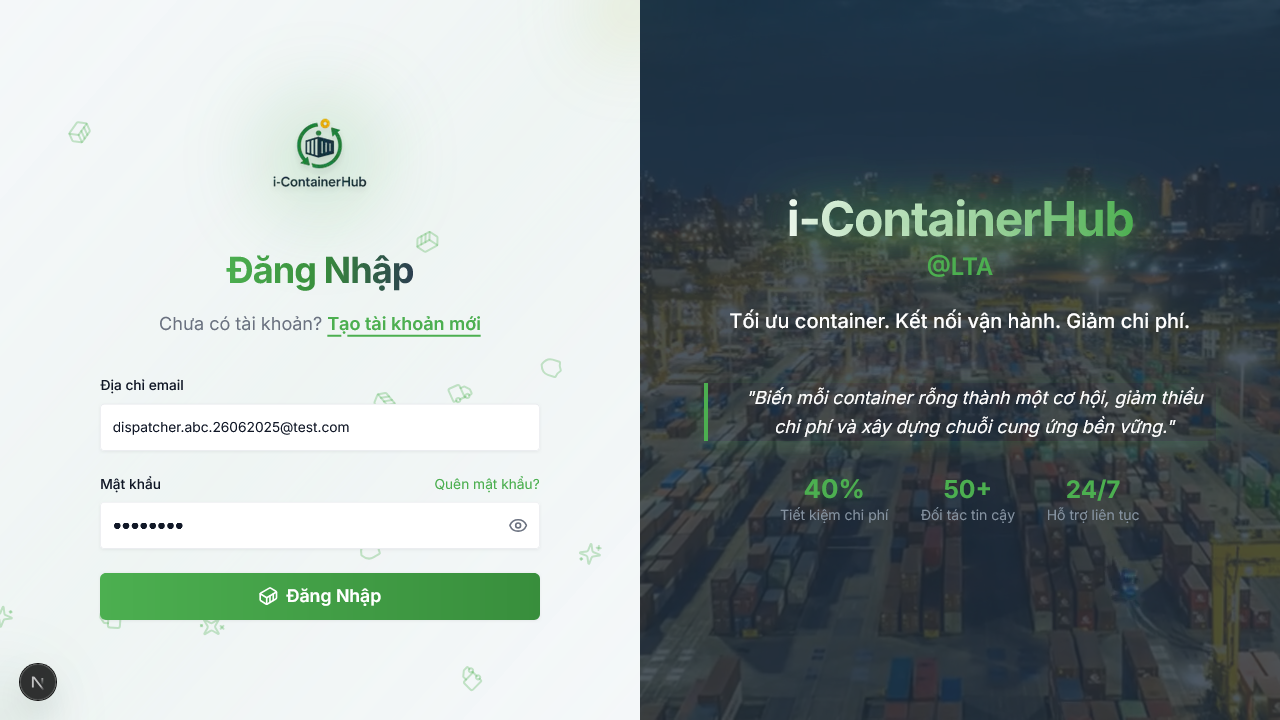 i-ContainerHub
Đăng Nhập
Chưa có tài khoản? Tạo tài khoản mới
Địa chỉ email
dispatcher.abc.26062025@test.com
Mật khẩu
Quên mật khẩu?
••••••••
Đăng Nhập
N
i-ContainerHub
@LTA
Tối ưu container. Kết nối vận hành. Giảm chi phí.
"Biến mỗi container rỗng thành một cơ hội, giảm thiểu
chi phí và xây dựng chuỗi cung ứng bền vững."
40%
Tiết kiệm chi phí
50+
Đối tác tin cậy
24/7
Hỗ trợ liên tục